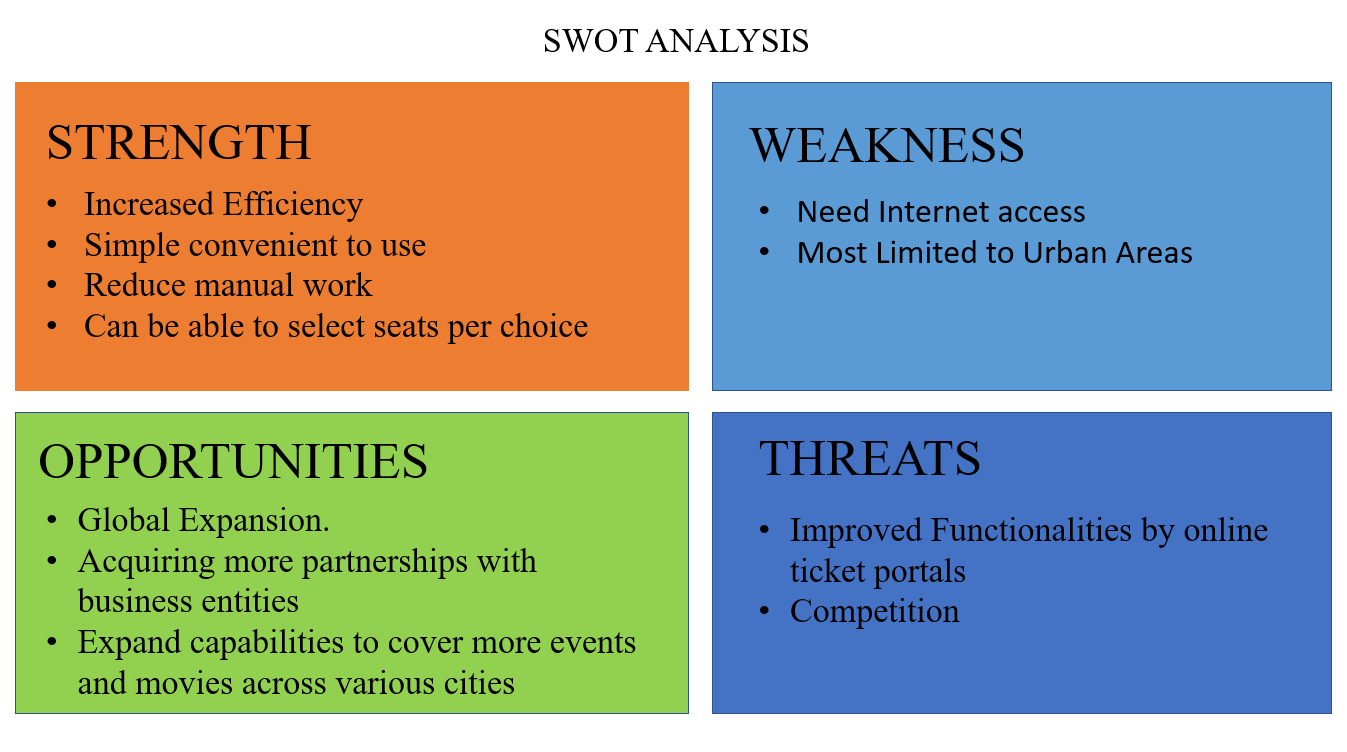 SWOT ANALYSIS
STRENGTH
• Increased Efficiency
• Simple convenient to use
• Reduce manual work
• Can be able to select seats per choice
WEAKNESS
• Need Internet access
• Most Limited to Urban Areas
OPPORTUNITIES
• Global Expansion.
• Acquiring more partnerships with
business entities
• Expand capabilities to cover more events
and movies across various cities
THREATS
• Improved Functionalities by online
ticket portals
• Competition